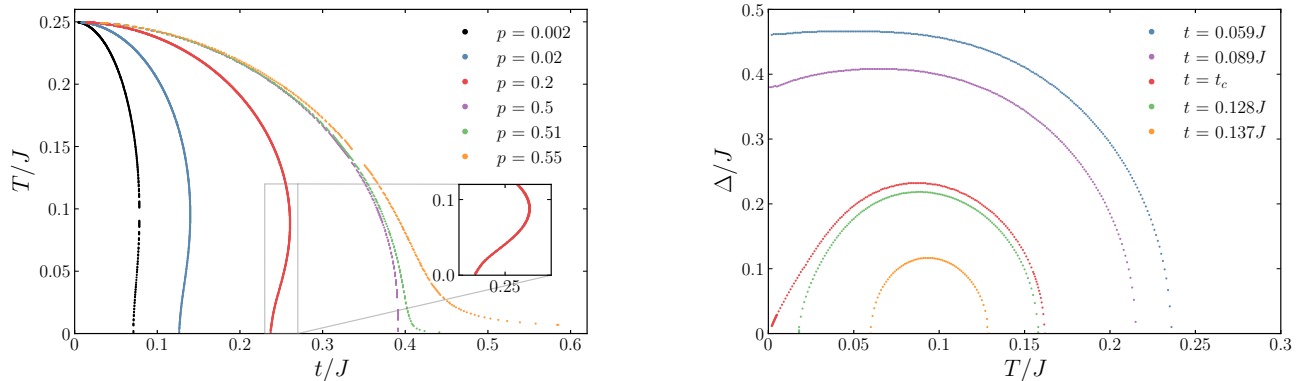 T/J
0.25
0.2
0.15
0.1
0.05
0
0
0.1
0.2
0.3
0.4
0.5
0.6
t/J
p = 0.002
p = 0.02
p = 0.2
p = 0.5
p = 0.51
p = 0.55
0.1
0.0
0.25
Δ/J
0.5
0.4
0.3
0.2
0.1
0
0
0.05
0.1
0.15
0.2
0.25
0.3
T/J
t = 0.059J
t = 0.089J
t = t_c
t = 0.128J
t = 0.137J